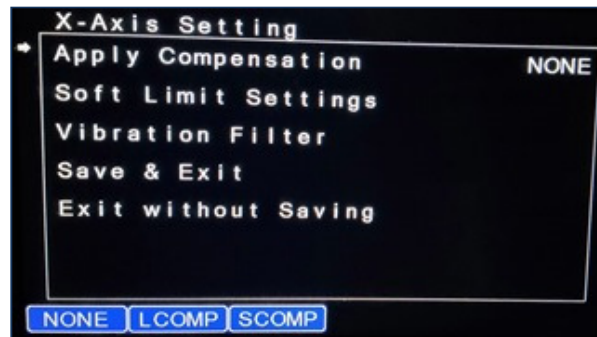 X-Axis Setting
Apply Compensation NONE
Soft Limit Settings
Vibration Filter
Save & Exit
Exit without Saving
NONE LCOMP SCOMP